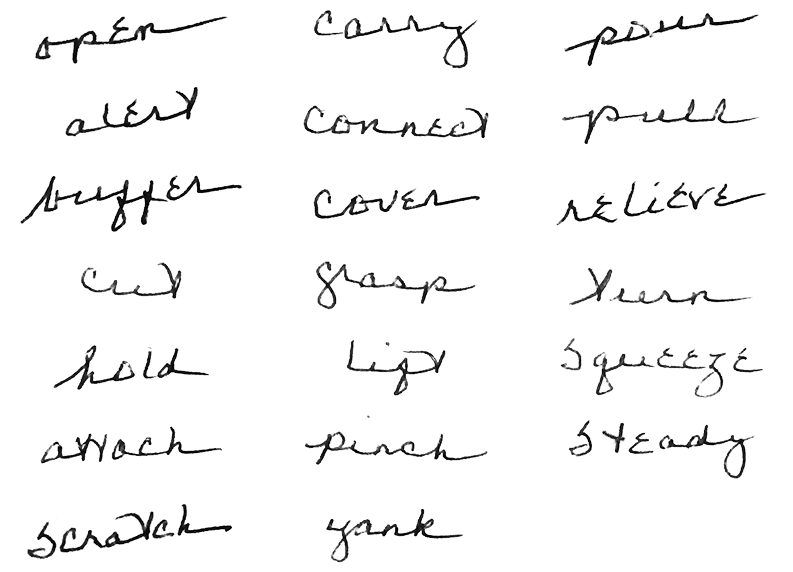 open carry pour
alert connect pull
buffer cover relieve
cut grasp turn
hold lift squeeze
attach pinch steady
scratch yank